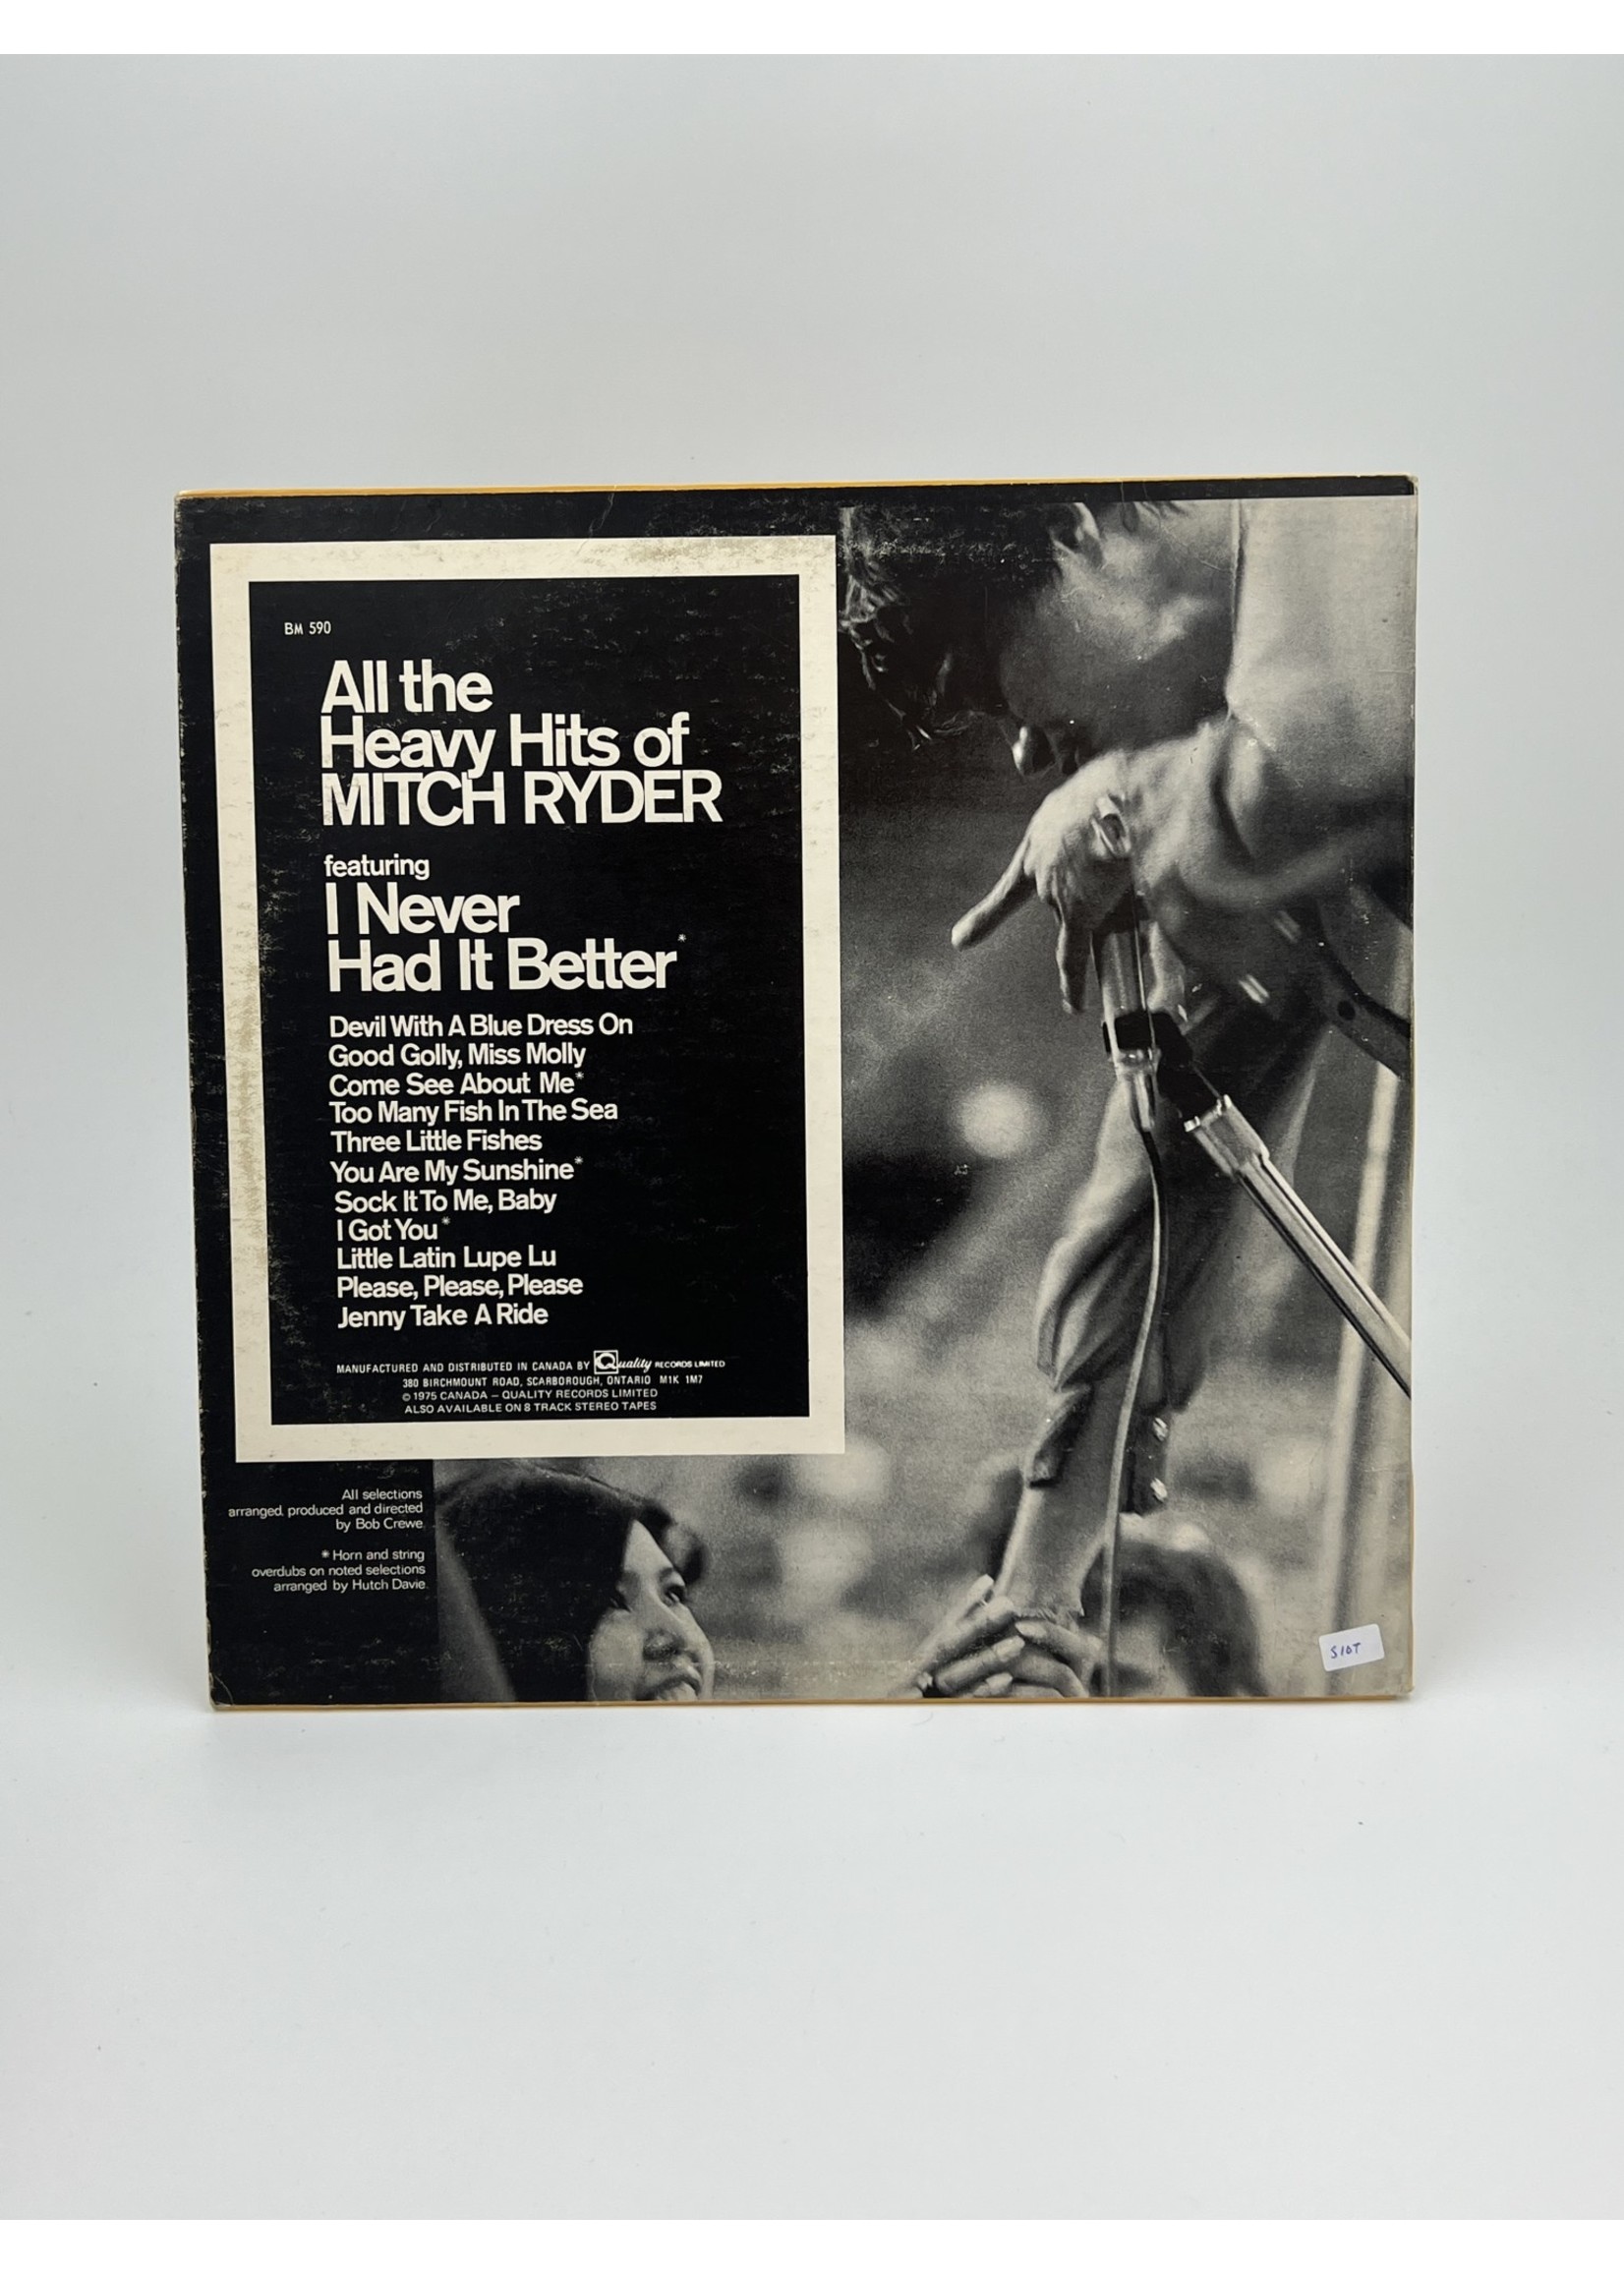 BM 590
All the
Heavy Hits of
MITCH RYDER
featuring
I Never
Had It Better*
Devil With A Blue Dress On
Good Golly, Miss Molly
Come See About Me*
Too Many Fish In The Sea
Three Little Fishes
You Are My Sunshine*
Sock It To Me, Baby
I Got You*
Little Latin Lupe Lu
Please, Please, Please
Jenny Take A Ride
MANUFACTURED AND DISTRIBUTED IN CANADA BY Quality RECORDS LIMITED
380 BIRCHMOUNT ROAD, SCARBOROUGH, ONTARIO M1K 1M7
© 1975 CANADA – QUALITY RECORDS LIMITED
ALSO AVAILABLE ON 8 TRACK STEREO TAPES
All selections
arranged, produced and directed
by Bob Crewe
* Horn and string
overdubs on noted selections
arranged by Hutch Davie